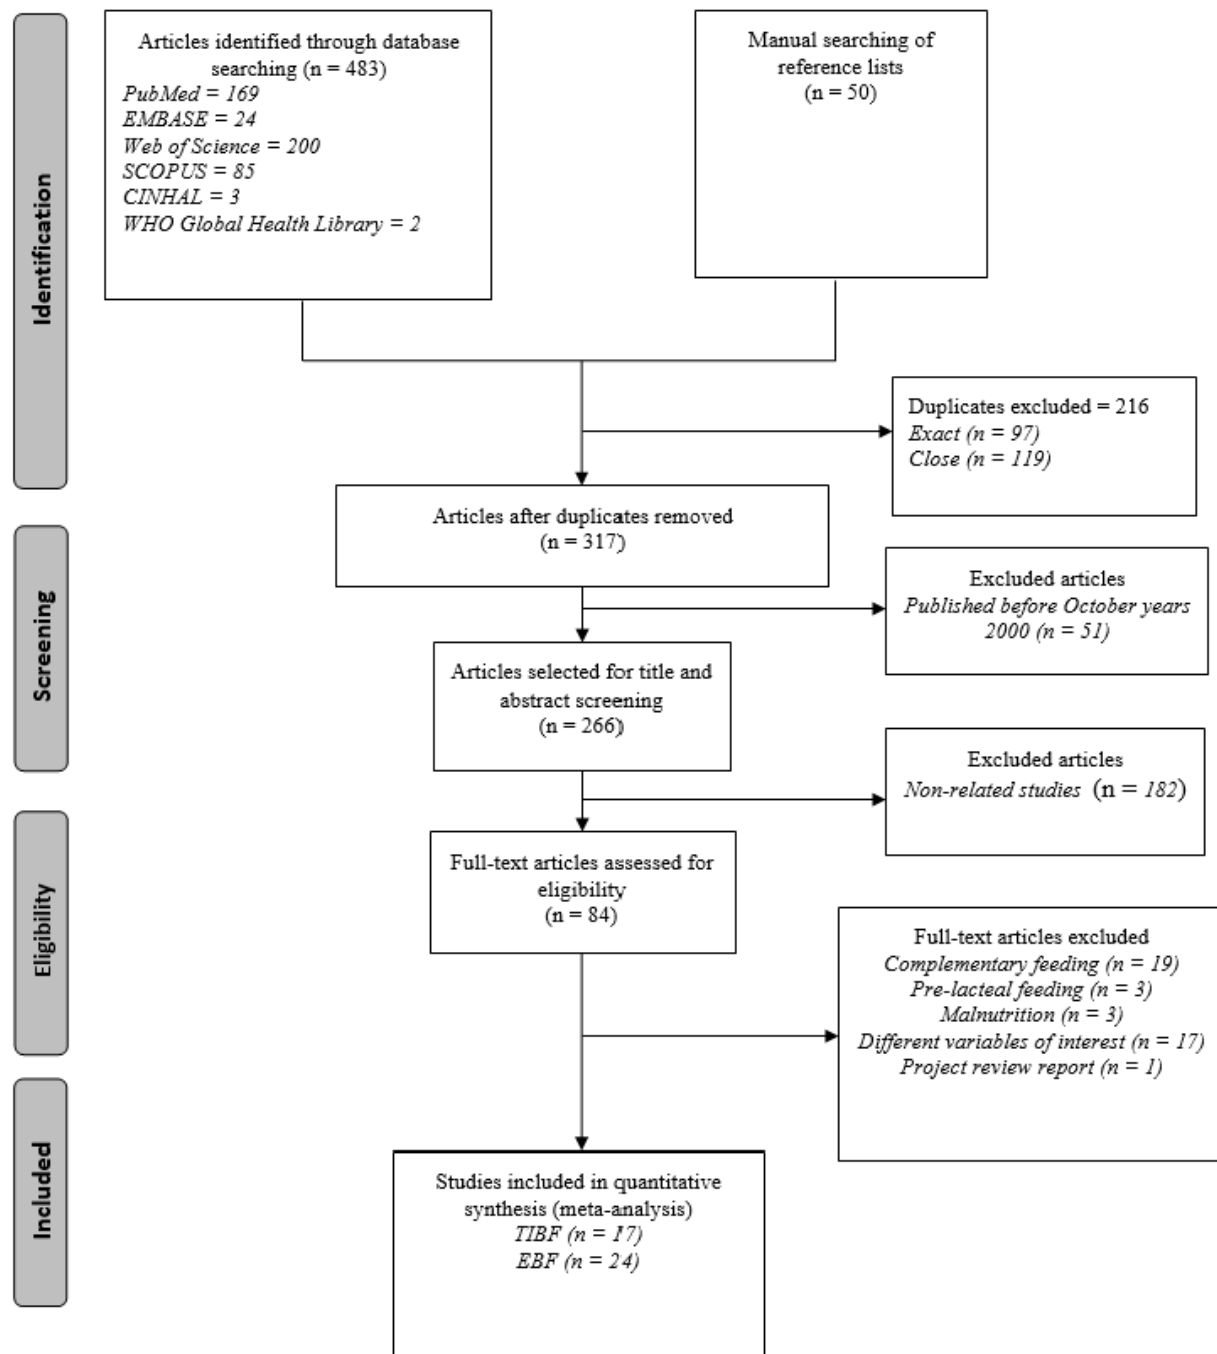 Identification
Articles identified through database
searching (n = 483)
PubMed = 169
EMBASE = 24
Web of Science = 200
SCOPUS = 85
CINHAL = 3
WHO Global Health Library = 2
Manual searching of
reference lists
(n = 50)
Duplicates excluded = 216
Exact (n = 97)
Close (n = 119)
Articles after duplicates removed
(n = 317)
Screening
Excluded articles
Published before October years
2000 (n = 51)
Articles selected for title and
abstract screening
(n = 266)
Excluded articles
Non-related studies (n = 182)
Eligibility
Full-text articles assessed for
eligibility
(n = 84)
Full-text articles excluded
Complementary feeding (n = 19)
Pre-lacteal feeding (n = 3)
Malnutrition (n = 3)
Different variables of interest (n = 17)
Project review report (n = 1)
Included
Studies included in quantitative
synthesis (meta-analysis)
TIBF (n = 17)
EBF (n = 24)